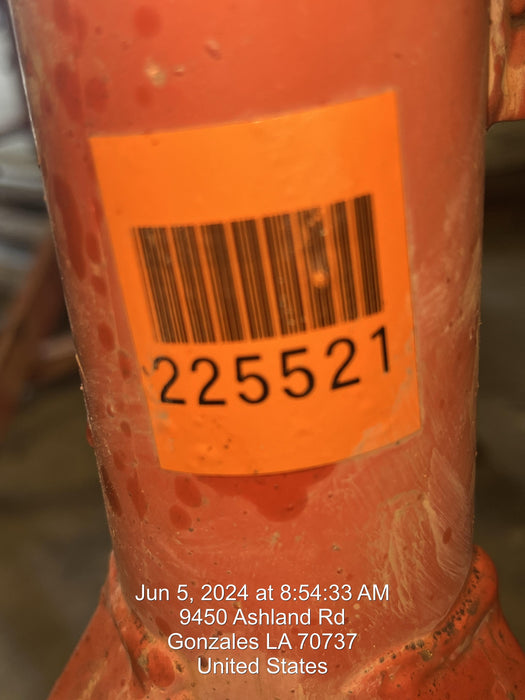 225521
Jun 5, 2024 at 8:54:33 AM
9450 Ashland Rd
Gonzales LA 70737
United States